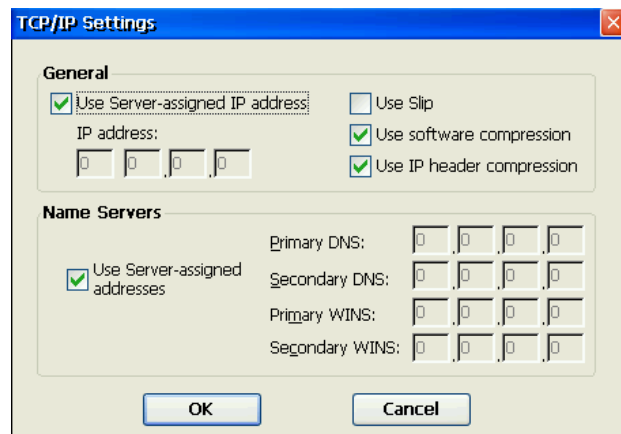 TCP/IP Settings
General
Use Server-assigned IP address
IP address:
0 0 .0 .0
Use Slip
Use software compression
Use IP header compression
Name Servers
Use Server-assigned
addresses
Primary DNS: 0 .0 .0 .0
Secondary DNS: 0 .0 .0 .0
Primary WINS: 0 .0 .0 .0
Secondary WINS: 0 .0 .0 .0
OK
Cancel